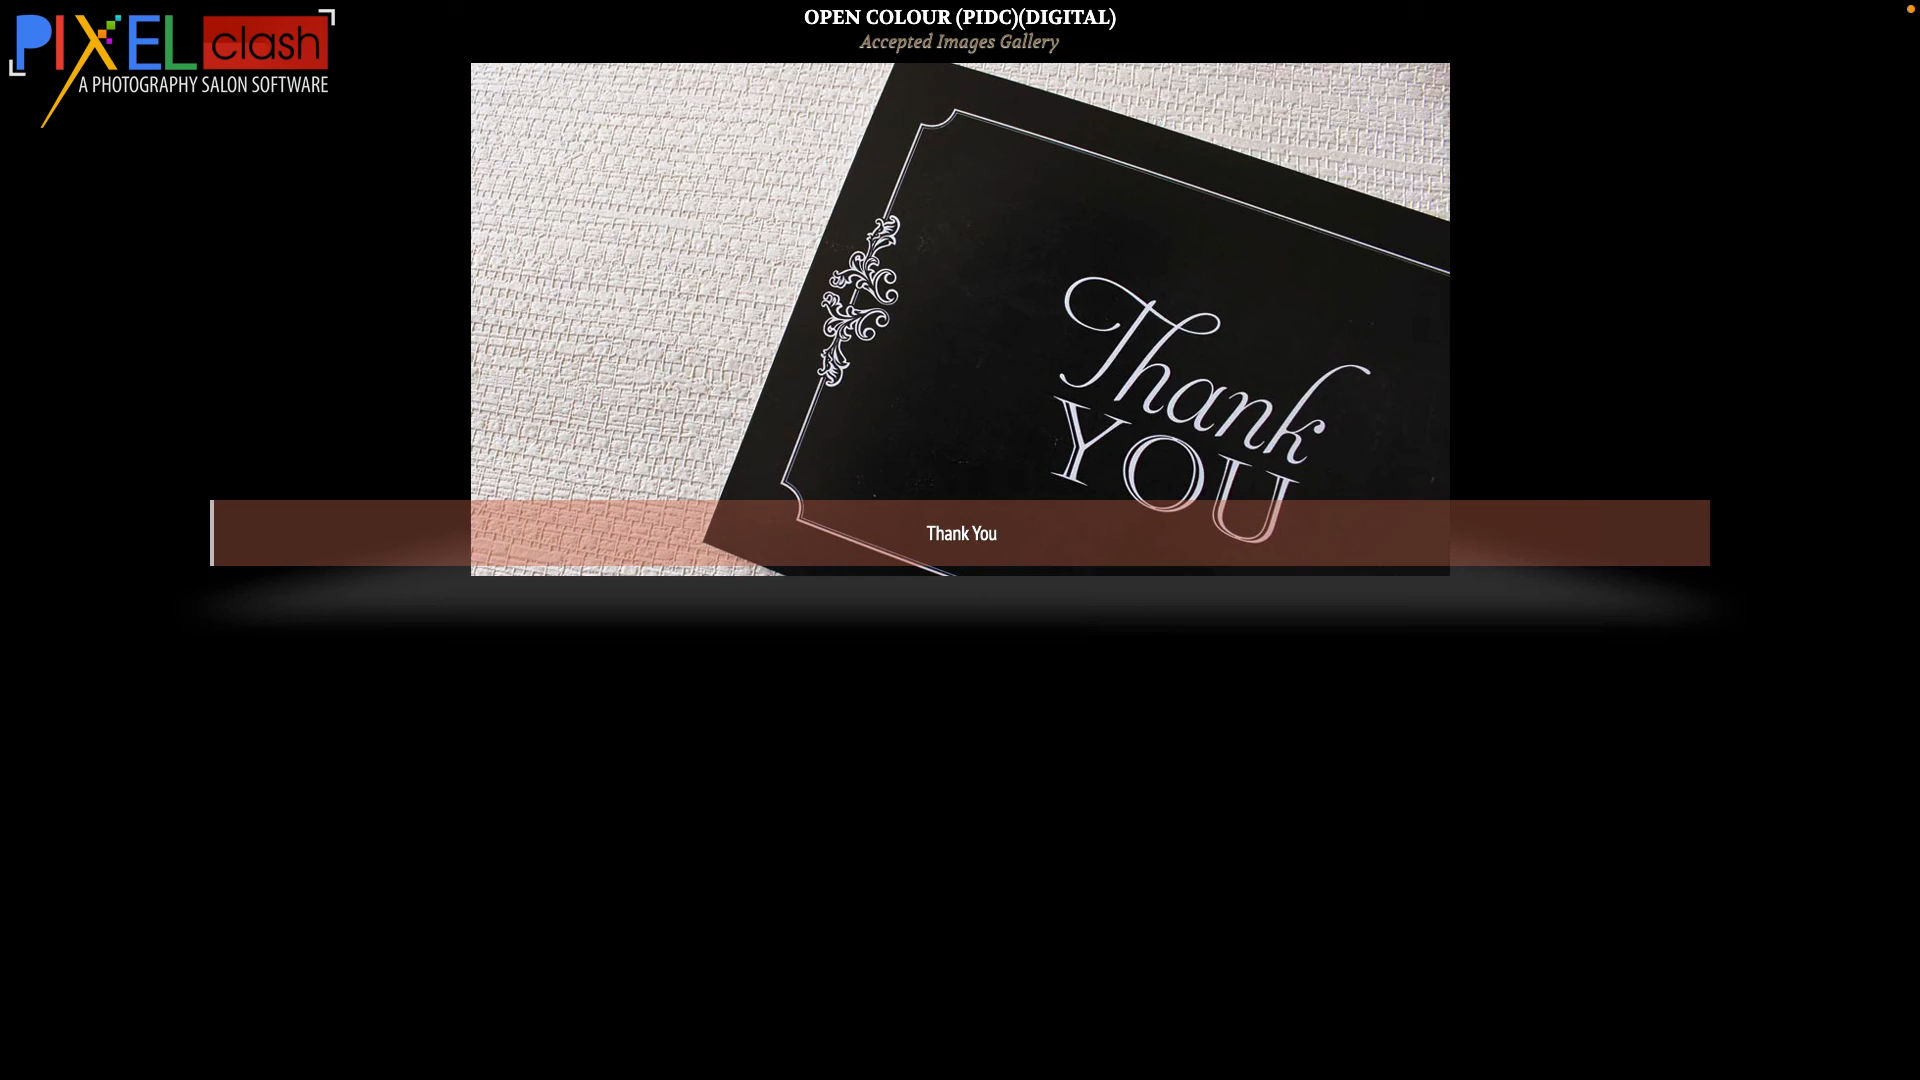 PIXEL clash
A PHOTOGRAPHY SALON SOFTWARE
OPEN COLOUR (PIDC)(DIGITAL)
Accepted Images Gallery
Thank
YOU
Thank You